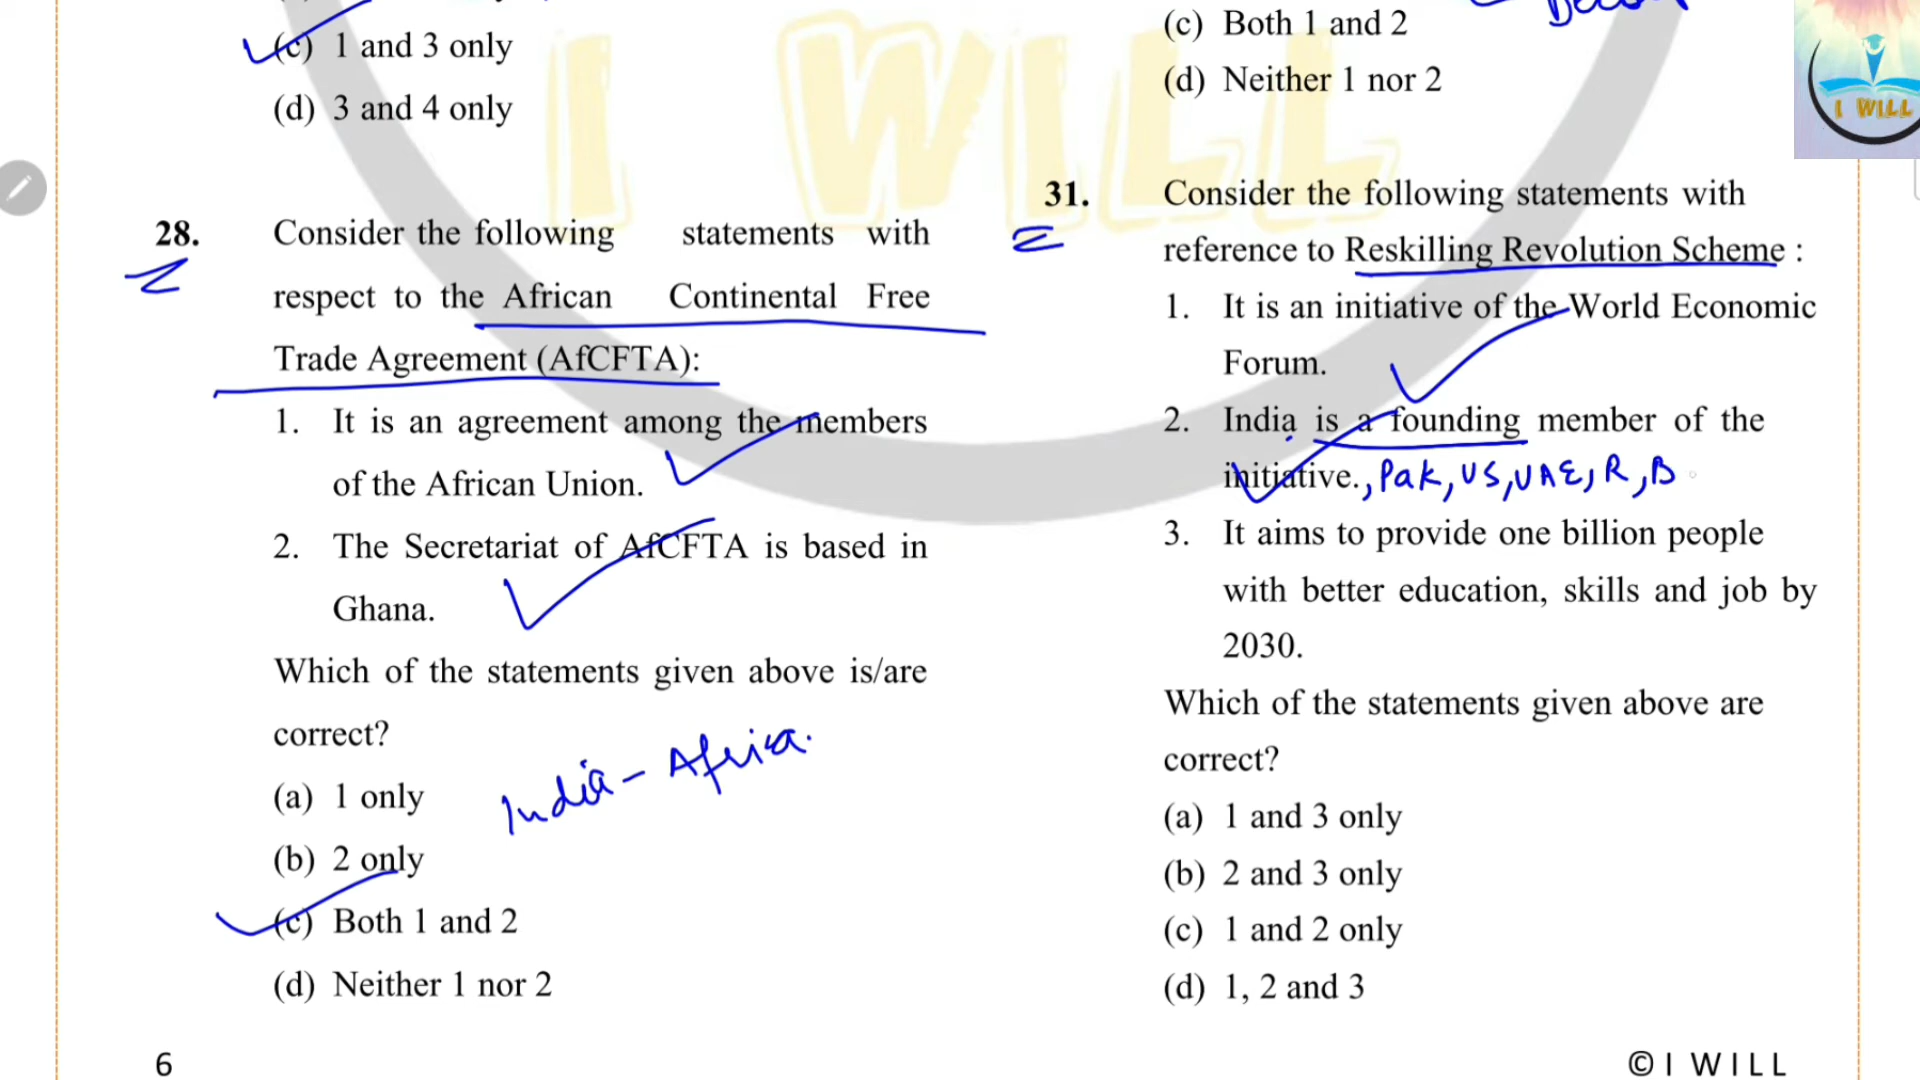 (c) 1 and 3 only
(d) 3 and 4 only
28. Consider the following statements with
respect to the African Continental Free
Trade Agreement (AfCFTA):
1. It is an agreement among the members
of the African Union.
2. The Secretariat of AfCFTA is based in
Ghana.
Which of the statements given above is/are
correct?
India - Africa.
(a) 1 only
(b) 2 only
(c) Both 1 and 2
(d) Neither 1 nor 2
6
(c) Both 1 and 2
(d) Neither 1 nor 2
31. Consider the following statements with
reference to Reskilling Revolution Scheme :
1. It is an initiative of the World Economic
Forum.
2. India is a founding member of the
initiative., Pak, US, UAE, R, B
3. It aims to provide one billion people
with better education, skills and job by
2030.
Which of the statements given above are
correct?
(a) 1 and 3 only
(b) 2 and 3 only
(c) 1 and 2 only
(d) 1, 2 and 3
© I WILL
I WILL
I WILL